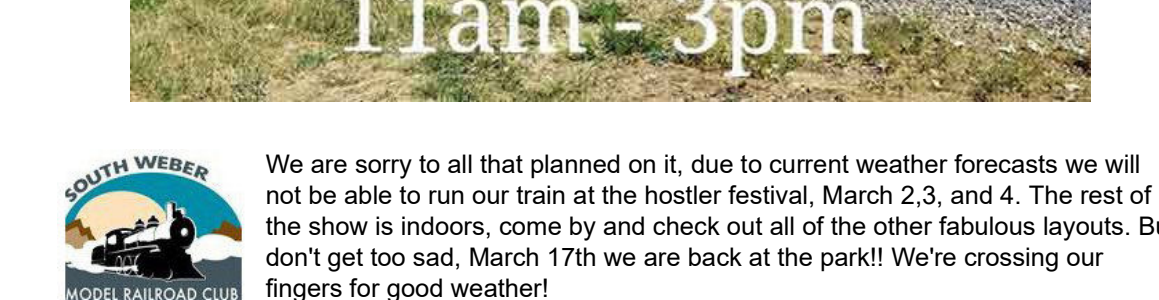 11am - 3pm
SOUTH WEBER
MODEL RAILROAD CLUB
We are sorry to all that planned on it, due to current weather forecasts we will
not be able to run our train at the hostler festival, March 2,3, and 4. The rest of
the show is indoors, come by and check out all of the other fabulous layouts.
don't get too sad, March 17th we are back at the park!! We're crossing our
fingers for good weather!